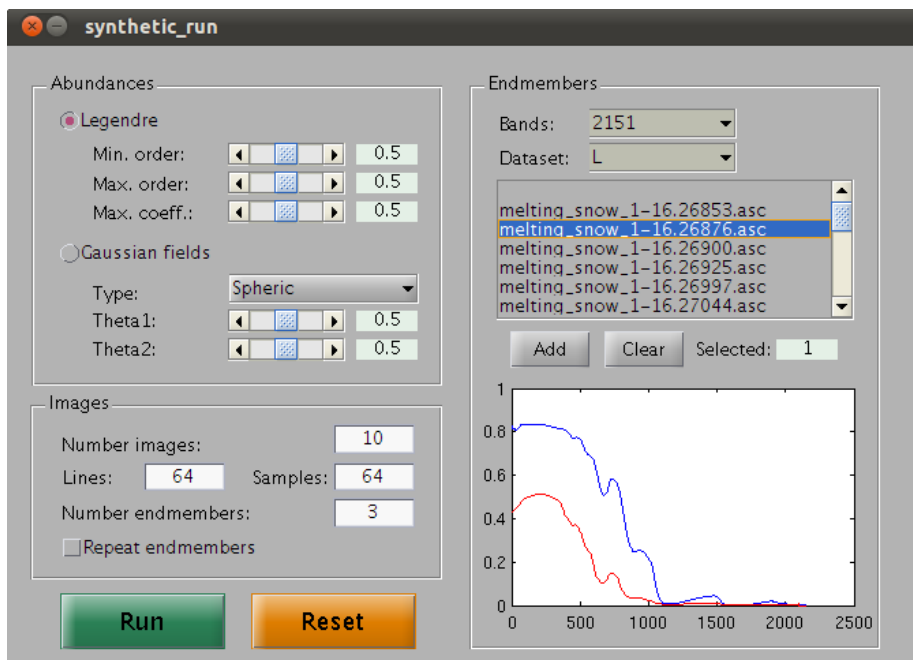 synthetic_run
Abundances
Legendre
Min. order: 0.5
Max. order: 0.5
Max. coeff.: 0.5
Gaussian fields
Type: Spheric
Theta1: 0.5
Theta2: 0.5
Images
Number images: 10
Lines: 64 Samples: 64
Number endmembers: 3
Repeat endmembers
Run Reset
Endmembers
Bands: 2151
Dataset: L
melting_snow_1-16.26853.asc
melting_snow_1-16.26876.asc
melting_snow_1-16.26900.asc
melting_snow_1-16.26925.asc
melting_snow_1-16.26997.asc
melting_snow_1-16.27044.asc
Add Clear Selected: 1
1
0.8
0.6
0.4
0.2
0
0 500 1000 1500 2000 2500